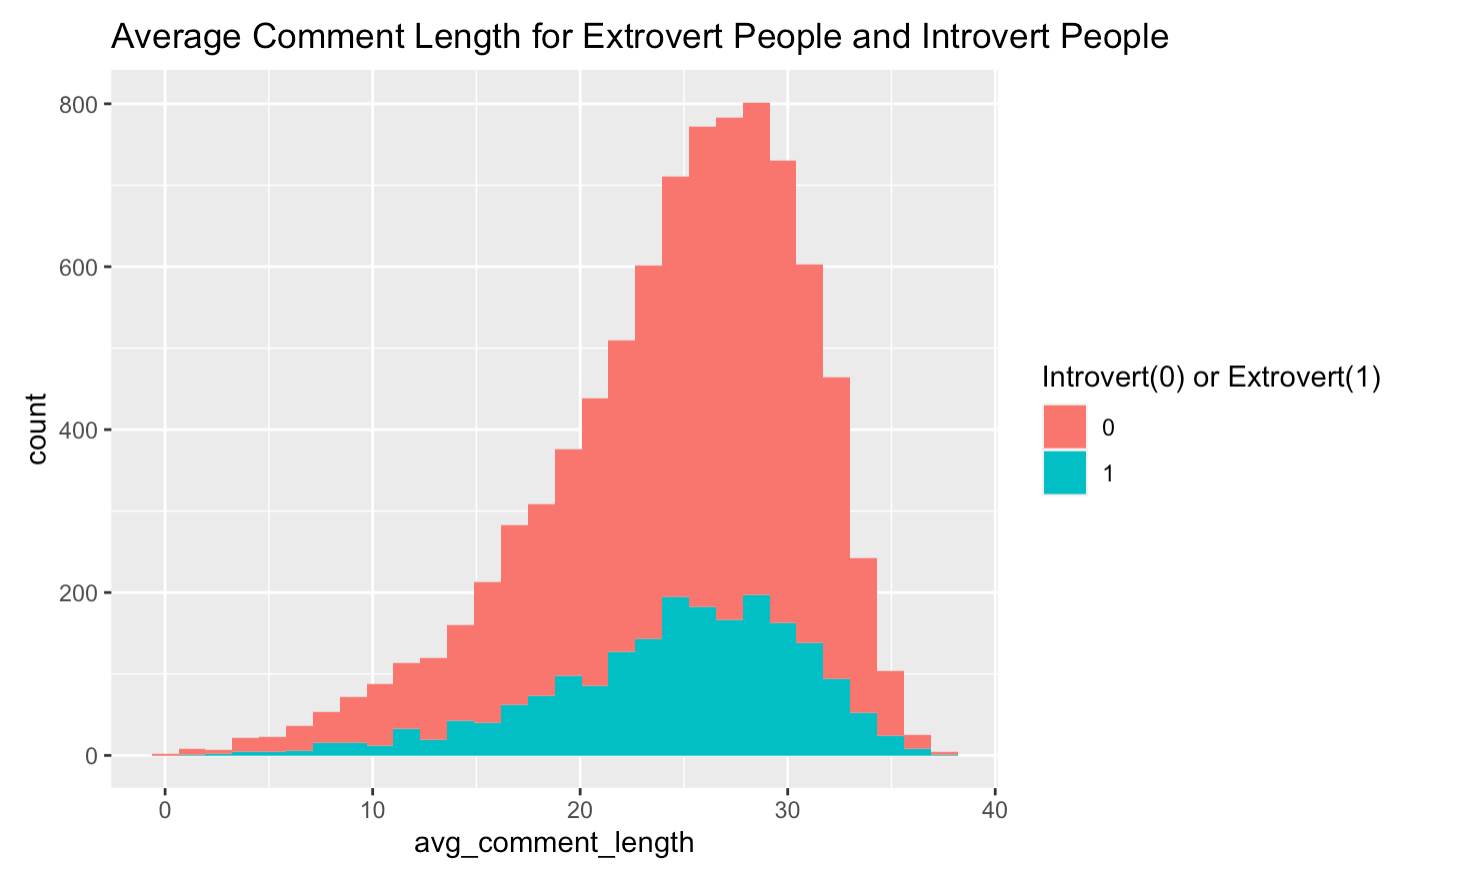 Average Comment Length for Extrovert People and Introvert People
800
600
400
200
0
count
0 10 20 30 40
avg_comment_length
Introvert(0) or Extrovert(1)
0
1